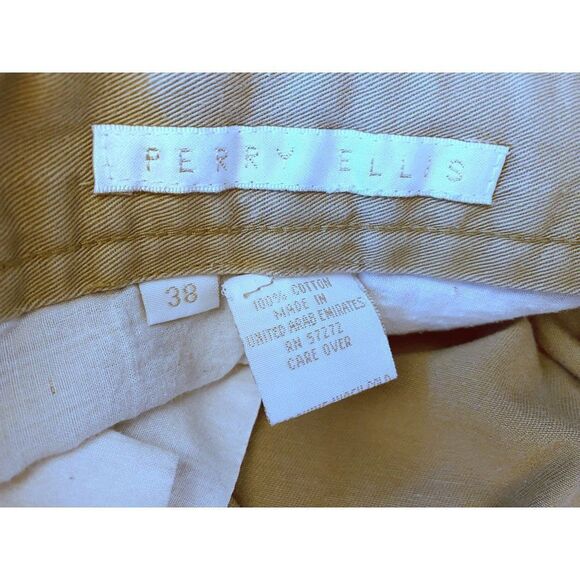 PERRY ELLIS
38
100% COTTON
MADE IN
UNITED ARAB EMIRATES
RN 57272
CARE OVER